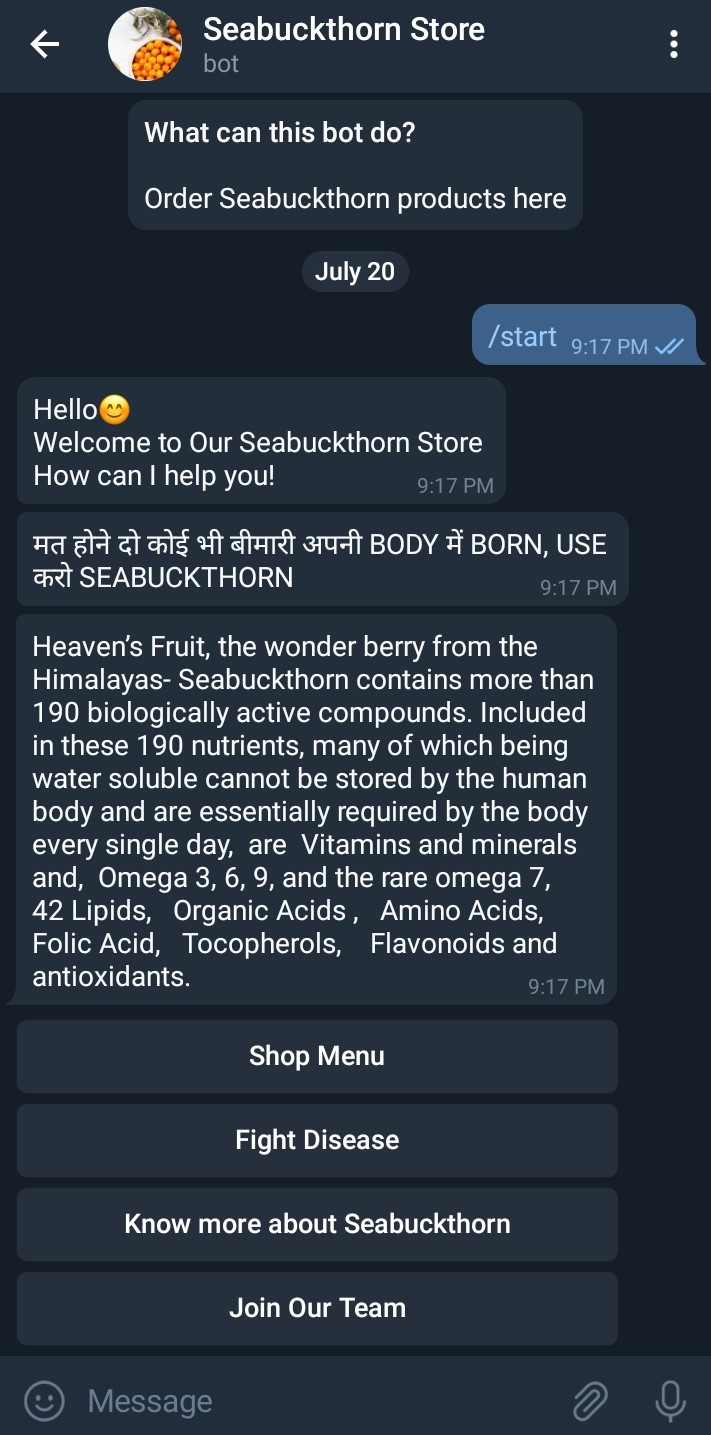 Seabuckthorn Store
bot
What can this bot do?
Order Seabuckthorn products here
July 20
/start 9:17 PM
Hello😊
Welcome to Our Seabuckthorn Store
How can I help you! 9:17 PM
मत होने दो कोई भी बीमारी अपनी BODY में BORN, USE
करो SEABUCKTHORN 9:17 PM
Heaven’s Fruit, the wonder berry from the
Himalayas- Seabuckthorn contains more than
190 biologically active compounds. Included
in these 190 nutrients, many of which being
water soluble cannot be stored by the human
body and are essentially required by the body
every single day,  are  Vitamins and minerals
and,  Omega 3, 6, 9, and the rare omega 7,
42 Lipids,   Organic Acids ,   Amino Acids,
Folic Acid,   Tocopherols,    Flavonoids and
antioxidants. 9:17 PM
Shop Menu
Fight Disease
Know more about Seabuckthorn
Join Our Team
Message